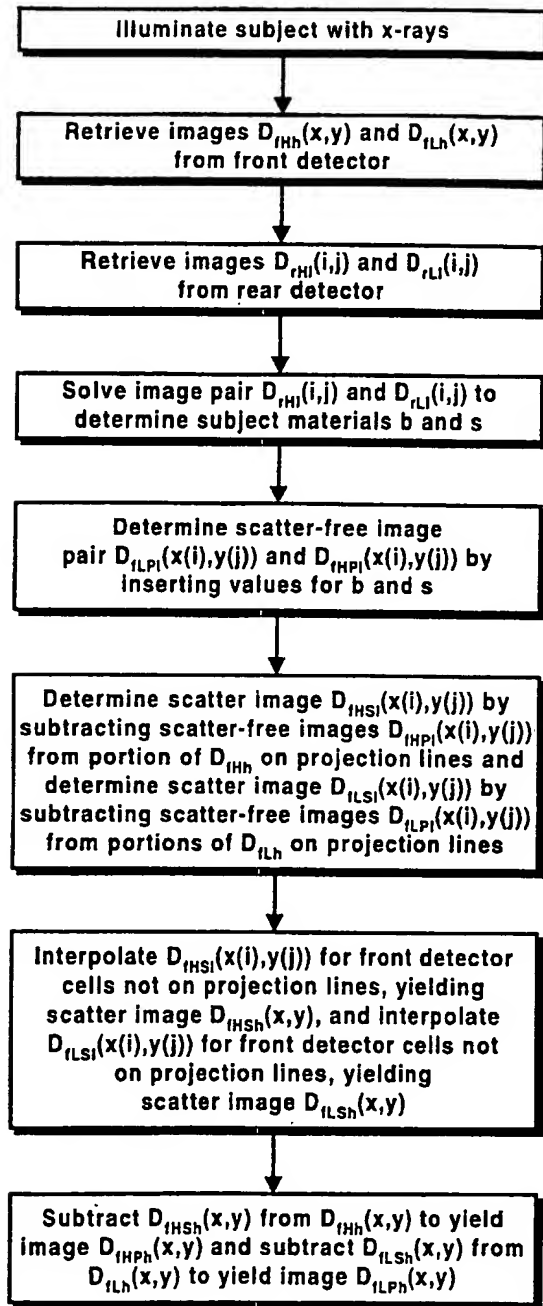 Illuminate subject with x-rays
Retrieve images D_fHh(x,y) and D_fLh(x,y)
from front detector
Retrieve images D_rHl(i,j) and D_rLl(i,j)
from rear detector
Solve image pair D_rHl(i,j) and D_rLl(i,j) to
determine subject materials b and s
Determine scatter-free image
pair D_fLPl(x(i),y(j)) and D_fHPl(x(i),y(j)) by
inserting values for b and s
Determine scatter image D_fHSl(x(i),y(j)) by
subtracting scatter-free images D_fHPl(x(i),y(j))
from portion of D_fHh on projection lines and
determine scatter image D_fLSl(x(i),y(j)) by
subtracting scatter-free images D_fLPl(x(i),y(j))
from portions of D_fLh on projection lines
Interpolate D_fHSl(x(i),y(j)) for front detector
cells not on projection lines, yielding
scatter image D_fHSh(x,y), and interpolate
D_fLSl(x(i),y(j)) for front detector cells not
on projection lines, yielding
scatter image D_fLSh(x,y)
Subtract D_fHSh(x,y) from D_fHh(x,y) to yield
image D_fHPh(x,y) and subtract D_fLSh(x,y) from
D_fLh(x,y) to yield image D_fLPh(x,y)